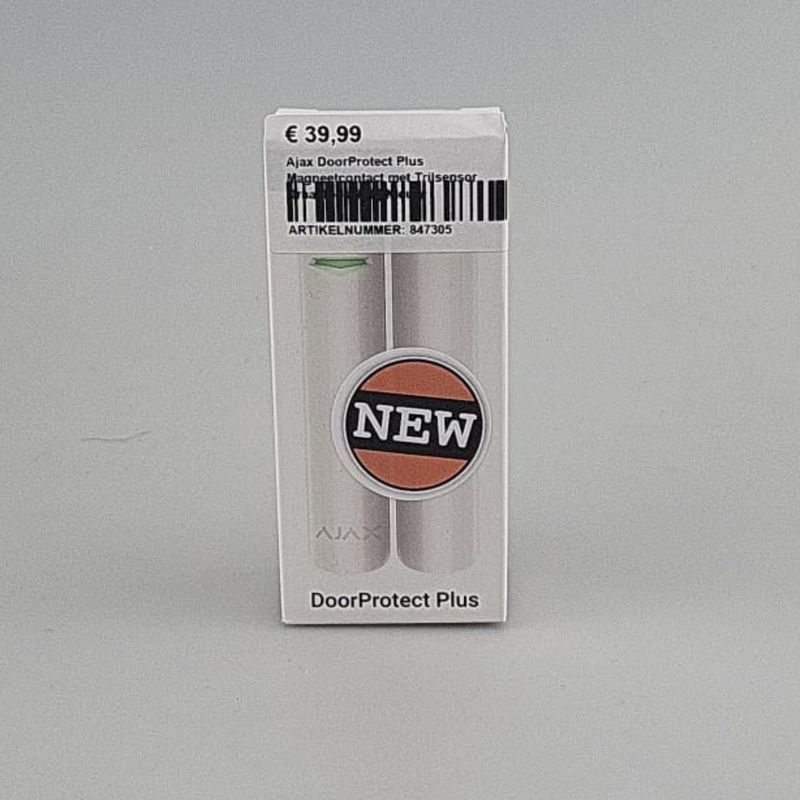 € 39,99
Ajax DoorProtect Plus
Magneetcontact met Trilsensor
ARTIKELNUMMER: 847305
NEW
AJAX
DoorProtect Plus